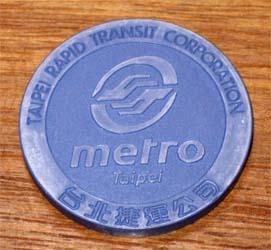 TAIPEI RAPID TRANSIT CORPORATION
metro
Taipei
台北捷運公司